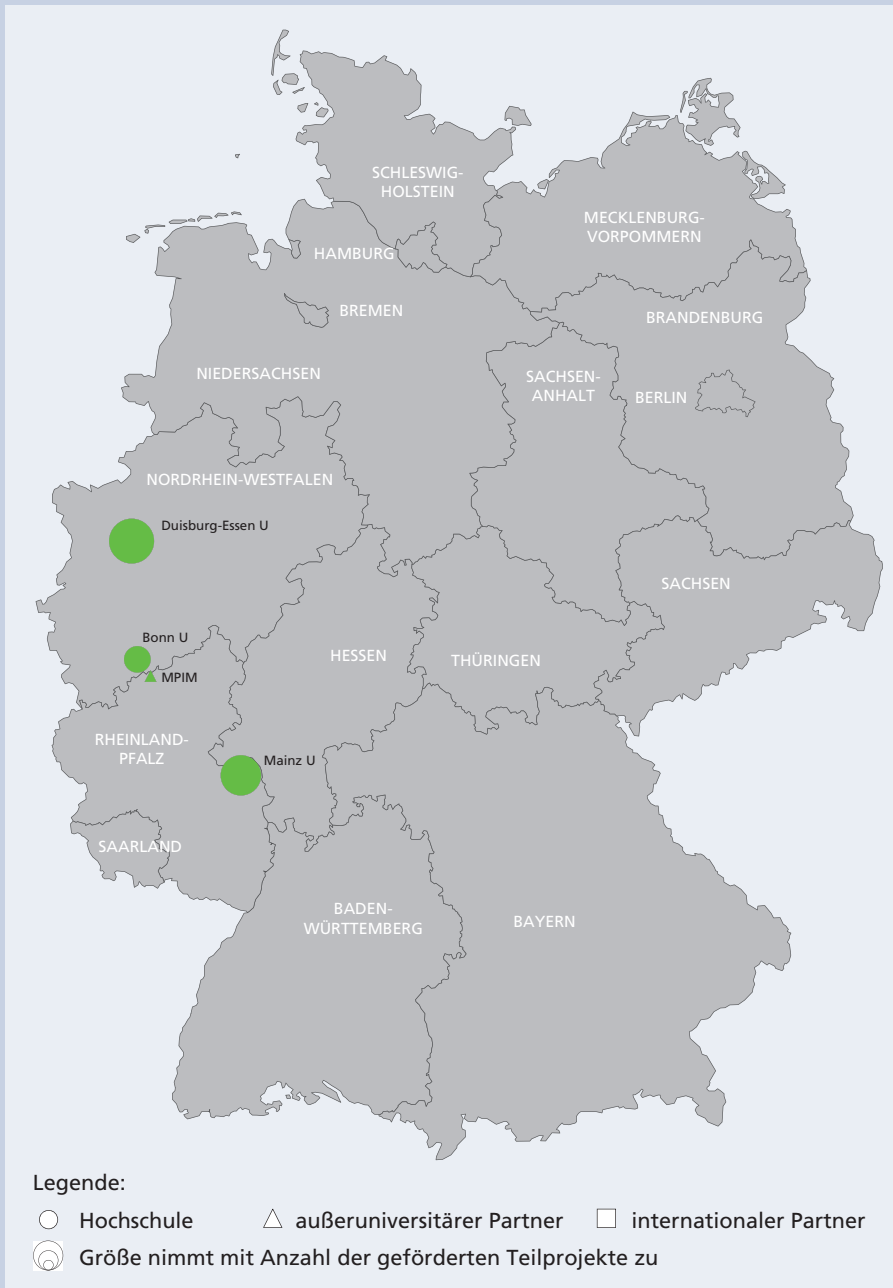 SCHLESWIG-
HOLSTEIN
MECKLENBURG-
VORPOMMERN
HAMBURG
BREMEN
BRANDENBURG
NIEDERSACHSEN
SACHSEN-
ANHALT
BERLIN
NORDRHEIN-WESTFALEN
Duisburg-Essen U
SACHSEN
Bonn U
HESSEN
THÜRINGEN
MPIM
RHEINLAND-
PFALZ
Mainz U
SAARLAND
BADEN-
WÜRTTEMBERG
BAYERN
Legende:
Hochschule außeruniversitärer Partner internationaler Partner
Größe nimmt mit Anzahl der geförderten Teilprojekte zu